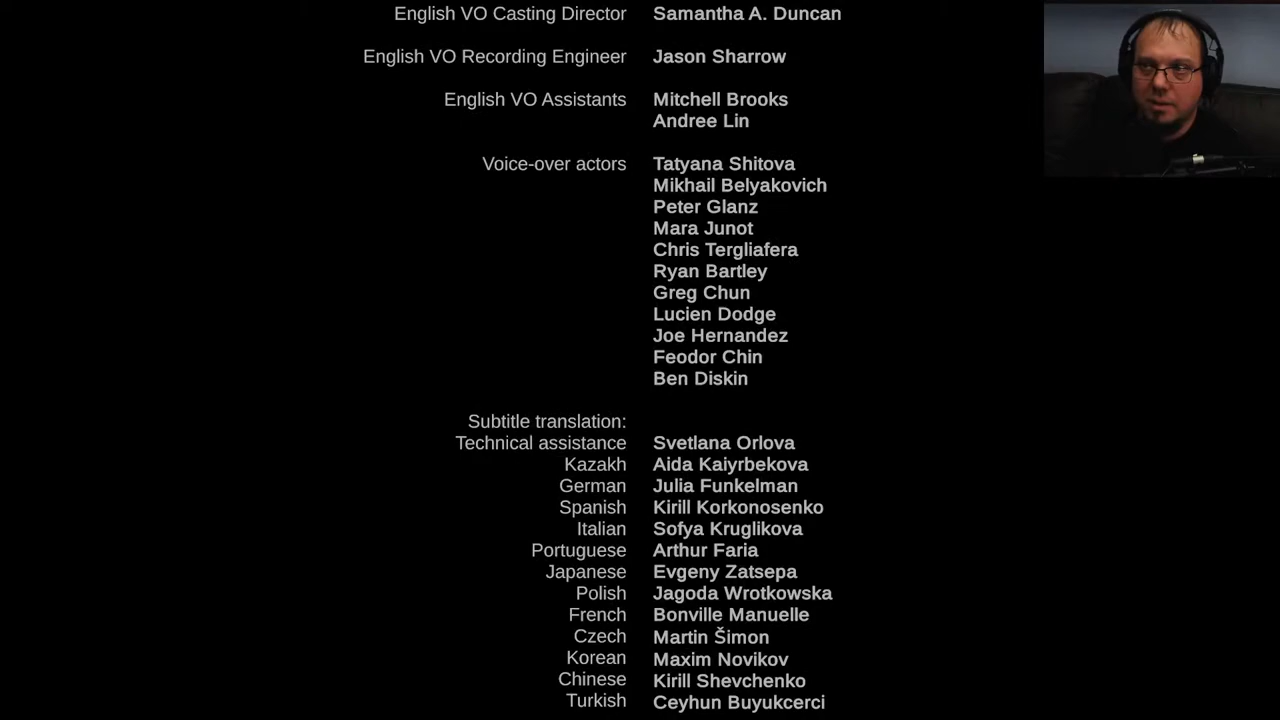 English VO Casting Director Samantha A. Duncan
English VO Recording Engineer Jason Sharrow
English VO Assistants Mitchell Brooks
Andree Lin
Voice-over actors Tatyana Shitova
Mikhail Belyakovich
Peter Glanz
Mara Junot
Chris Tergliafera
Ryan Bartley
Greg Chun
Lucien Dodge
Joe Hernandez
Feodor Chin
Ben Diskin
Subtitle translation:
Technical assistance Svetlana Orlova
Kazakh Aida Kaiyrbekova
German Julia Funkelman
Spanish Kirill Korkonosenko
Italian Sofya Kruglikova
Portuguese Arthur Faria
Japanese Evgeny Zatsepa
Polish Jagoda Wrotkowska
French Bonville Manuelle
Czech Martin Šimon
Korean Maxim Novikov
Chinese Kirill Shevchenko
Turkish Ceyhun Buyukcerci